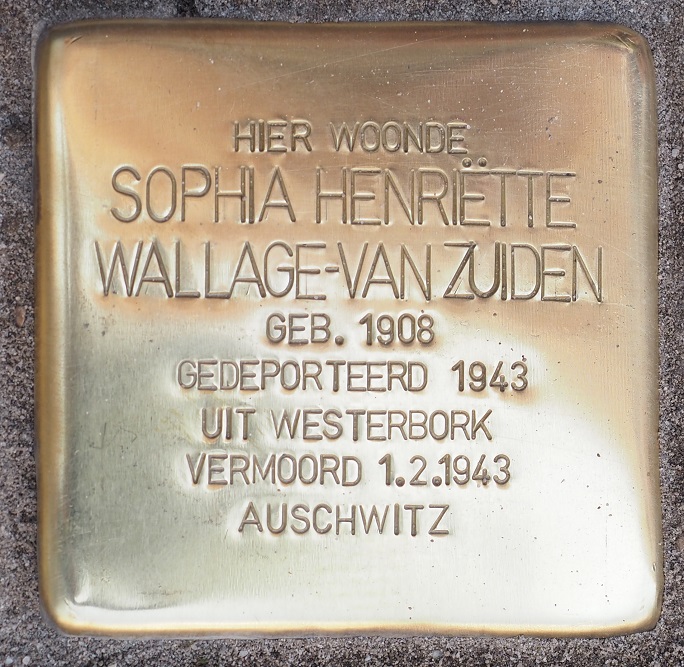 HIER WOONDE
SOPHIA HENRIËTTE
WALLAGE-VAN ZUIDEN
GEB. 1908
GEDEPORTEERD 1943
UIT WESTERBORK
VERMOORD 1.2.1943
AUSCHWITZ